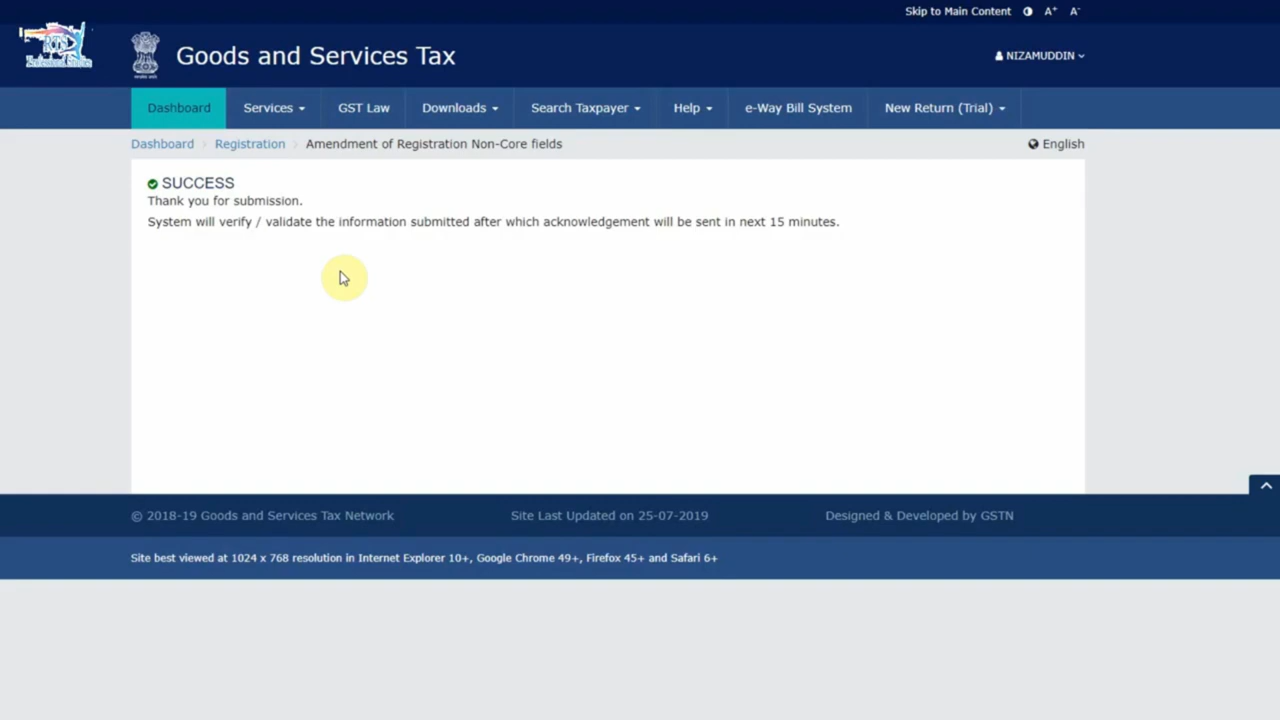 Skip to Main Content A+ A-
Goods and Services Tax
NIZAMUDDIN
Dashboard Services GST Law Downloads Search Taxpayer Help e-Way Bill System New Return (Trial)
Dashboard Registration Amendment of Registration Non-Core fields English
SUCCESS
Thank you for submission.
System will verify / validate the information submitted after which acknowledgement will be sent in next 15 minutes.
© 2018-19 Goods and Services Tax Network Site Last Updated on 25-07-2019 Designed & Developed by GSTN
Site best viewed at 1024 x 768 resolution in Internet Explorer 10+, Google Chrome 49+, Firefox 45+ and Safari 6+